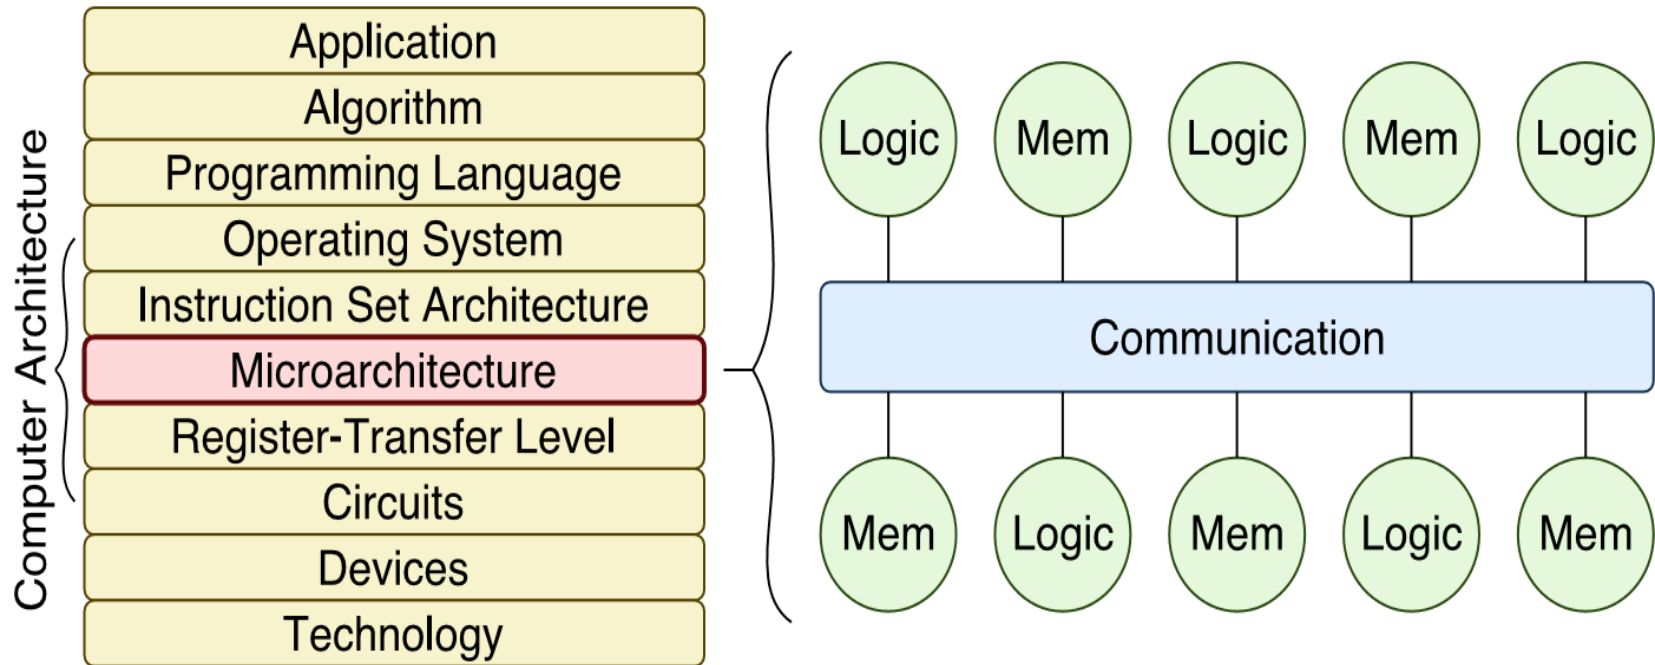 Computer Architecture
Application
Algorithm
Programming Language
Operating System
Instruction Set Architecture
Microarchitecture
Register-Transfer Level
Circuits
Devices
Technology
Logic Mem Logic Mem Logic
Communication
Mem Logic Mem Logic Mem